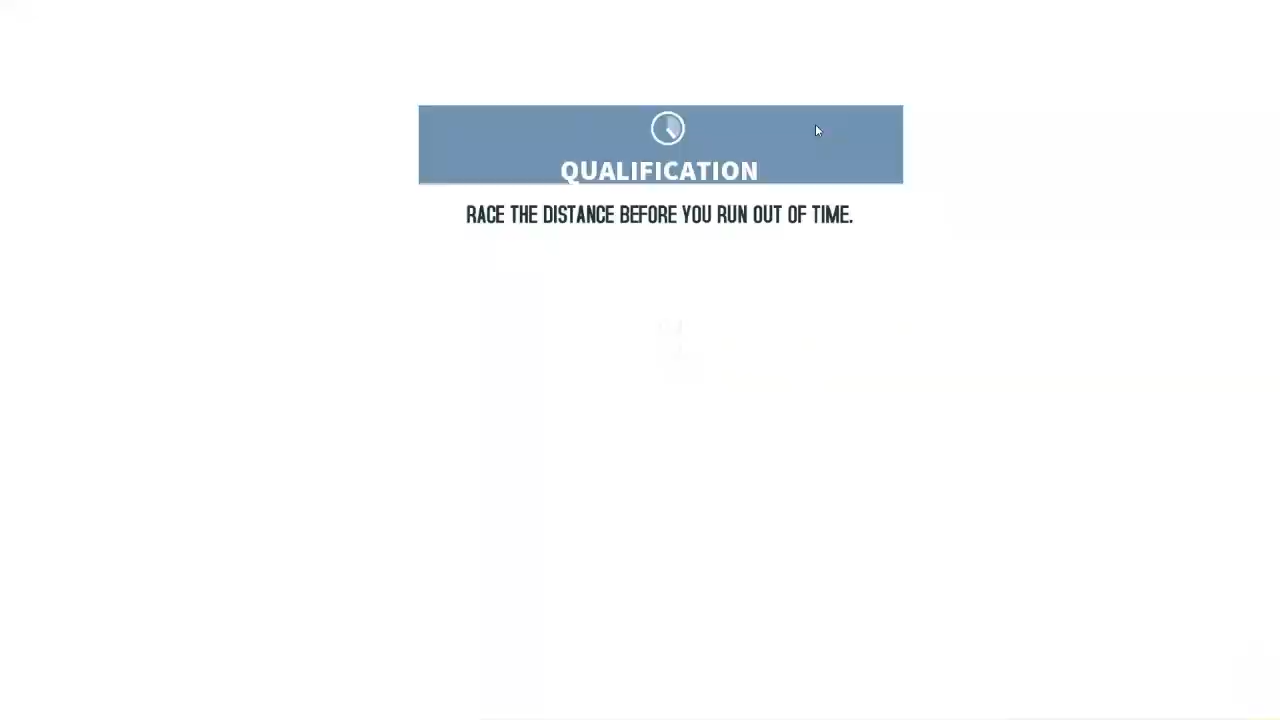 QUALIFICATION
RACE THE DISTANCE BEFORE YOU RUN OUT OF TIME.